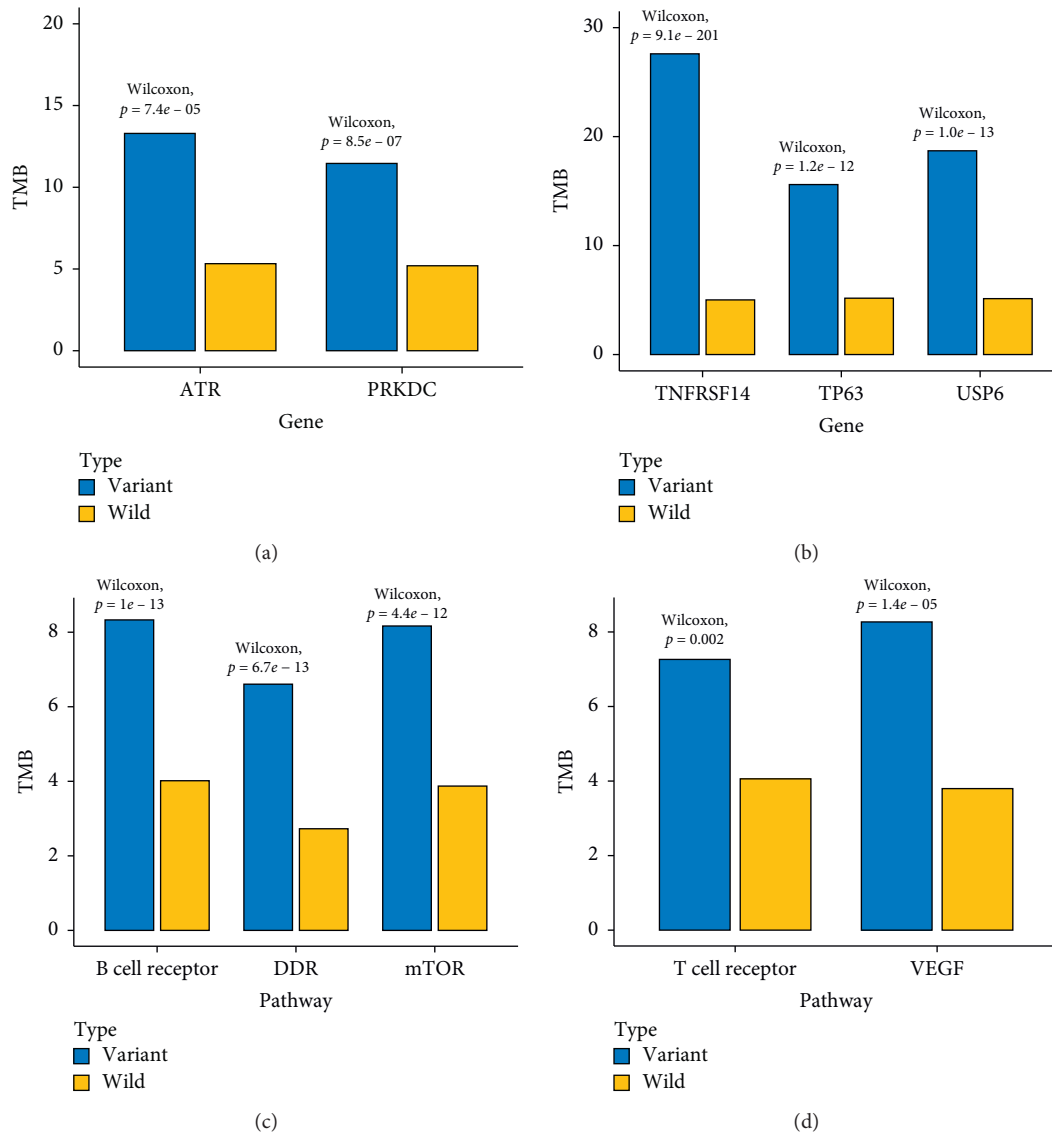 20
15
10
5
0
TMB
Wilcoxon,
p = 7.4e – 05
Wilcoxon,
p = 8.5e – 07
ATR
PRKDC
Gene
Type
Variant
Wild
(a)
30
20
10
0
TMB
Wilcoxon,
p = 9.1e – 201
Wilcoxon,
p = 1.2e – 12
Wilcoxon,
p = 1.0e – 13
TNFRSF14
TP63
USP6
Gene
Type
Variant
Wild
(b)
8
6
4
2
0
TMB
Wilcoxon,
p = 1e – 13
Wilcoxon,
p = 6.7e – 13
Wilcoxon,
p = 4.4e – 12
B cell receptor
DDR
mTOR
Pathway
Type
Variant
Wild
(c)
8
6
4
2
0
TMB
Wilcoxon,
p = 0.002
Wilcoxon,
p = 1.4e – 05
T cell receptor
VEGF
Pathway
Type
Variant
Wild
(d)